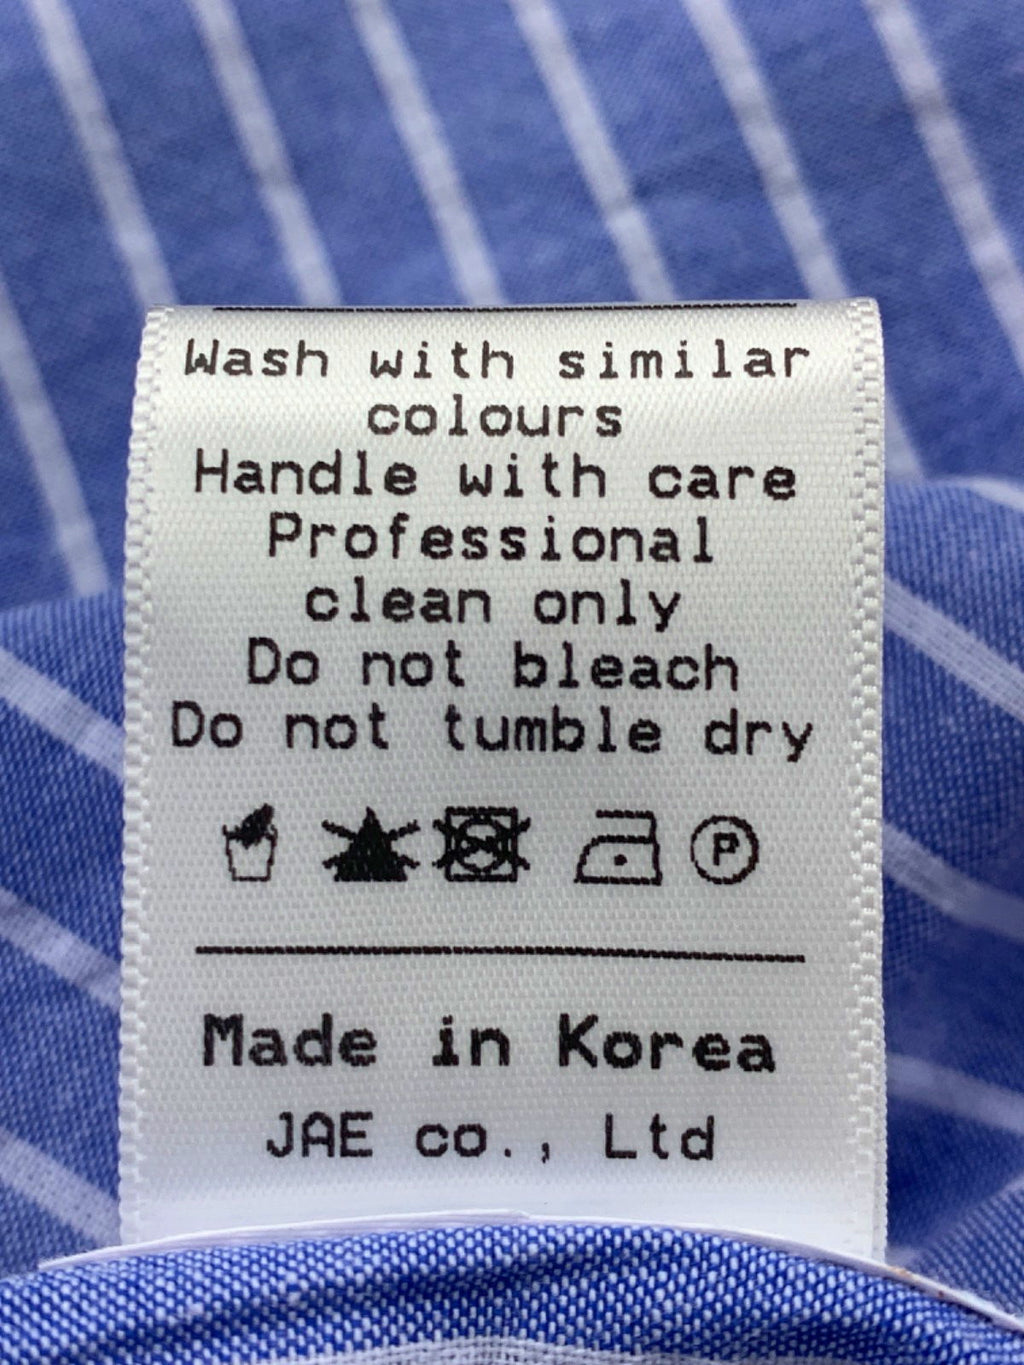 Wash with similar
colours
Handle with care
Professional
clean only
Do not bleach
Do not tumble dry
P
Made in Korea
JAE co., Ltd